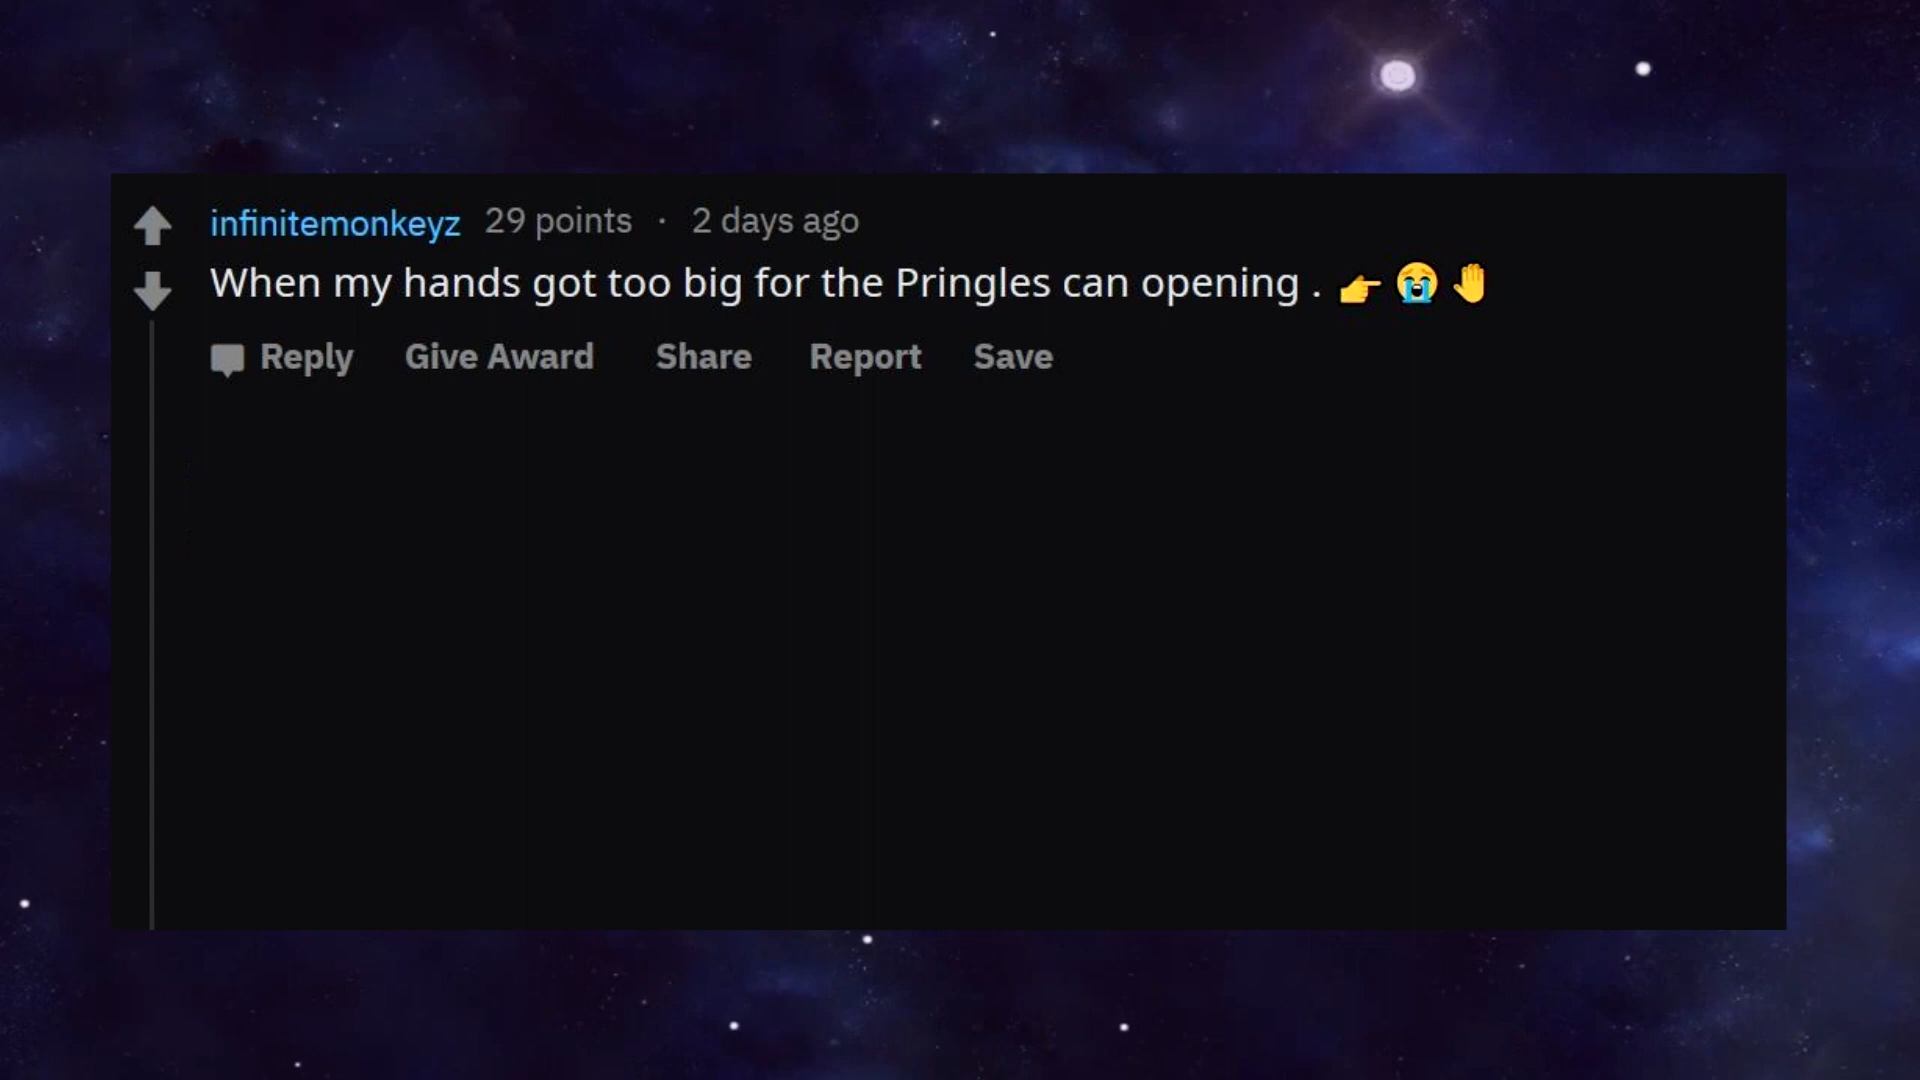 infinitemonkeyz 29 points · 2 days ago
When my hands got too big for the Pringles can opening . 👉 😭 🤚
Reply Give Award Share Report Save